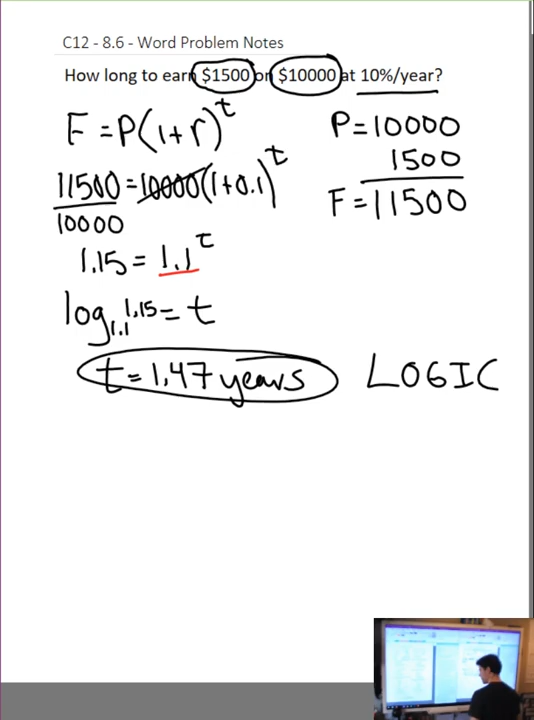 C12 - 8.6 - Word Problem Notes
How long to earn $1500 on $10000 at 10%/year?
F = P(1+r)^t
P=10000
1500
F=11500
11500 = 10000(1+0.1)^t
10000
1.15 = 1.1^t
log_1.1 1.15 = t
t=1.47 years
LOGIC